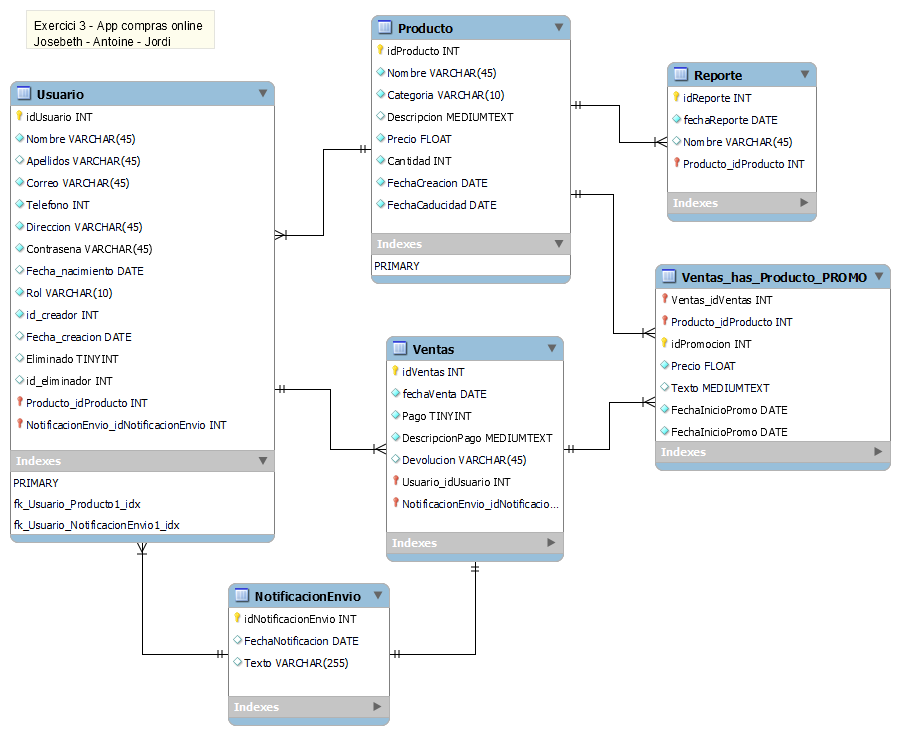 Exercici 3 - App compras online
Josebeth - Antoine - Jordi
Usuario
idUsuario INT
Nombre VARCHAR(45)
Apellidos VARCHAR(45)
Correo VARCHAR(45)
Telefono INT
Direccion VARCHAR(45)
Contrasena VARCHAR(45)
Fecha_nacimiento DATE
Rol VARCHAR(10)
id_creador INT
Fecha_creacion DATE
Eliminado TINYINT
id_eliminador INT
Producto_idProducto INT
NotificacionEnvio_idNotificacionEnvio INT
Indexes
PRIMARY
fk_Usuario_Producto1_idx
fk_Usuario_NotificacionEnvio1_idx
Producto
idProducto INT
Nombre VARCHAR(45)
Categoria VARCHAR(10)
Descripcion MEDIUMTEXT
Precio FLOAT
Cantidad INT
FechaCreacion DATE
FechaCaducidad DATE
Indexes
PRIMARY
Reporte
idReporte INT
fechaReporte DATE
Nombre VARCHAR(45)
Producto_idProducto INT
Indexes
Ventas_has_Producto_PROMO
Ventas_idVentas INT
Producto_idProducto INT
idPromocion INT
Precio FLOAT
Texto MEDIUMTEXT
FechaInicioPromo DATE
FechaInicioPromo DATE
Indexes
Ventas
idVentas INT
fechaVenta DATE
Pago TINYINT
DescripcionPago MEDIUMTEXT
Devolucion VARCHAR(45)
Usuario_idUsuario INT
NotificacionEnvio_idNotificacio...
Indexes
NotificacionEnvio
idNotificacionEnvio INT
FechaNotificacion DATE
Texto VARCHAR(255)
Indexes